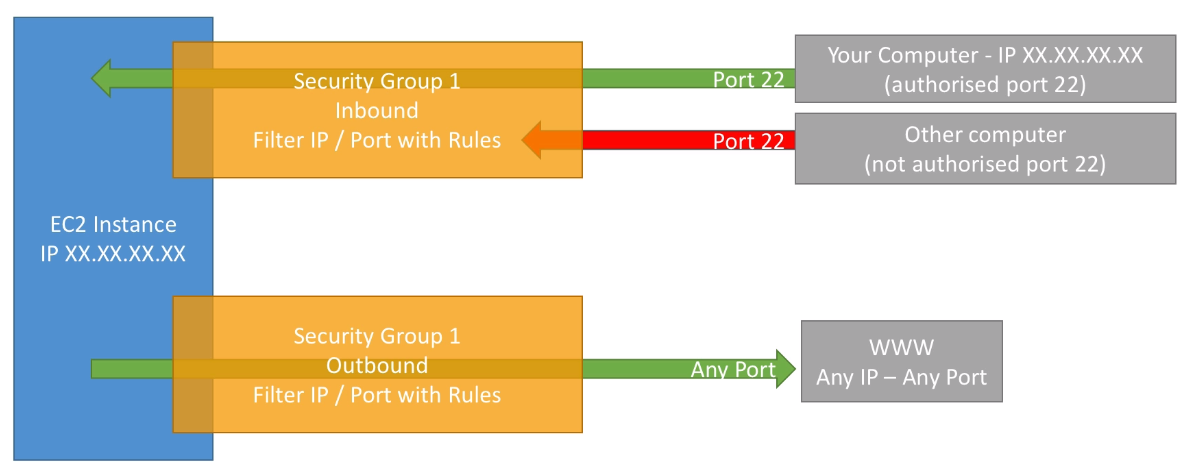 Security Group 1
Inbound
Filter IP / Port with Rules
Port 22
Your Computer - IP XX.XX.XX.XX
(authorised port 22)
Port 22
Other computer
(not authorised port 22)
EC2 Instance
IP XX.XX.XX.XX
Security Group 1
Outbound
Filter IP / Port with Rules
Any Port
WWW
Any IP – Any Port